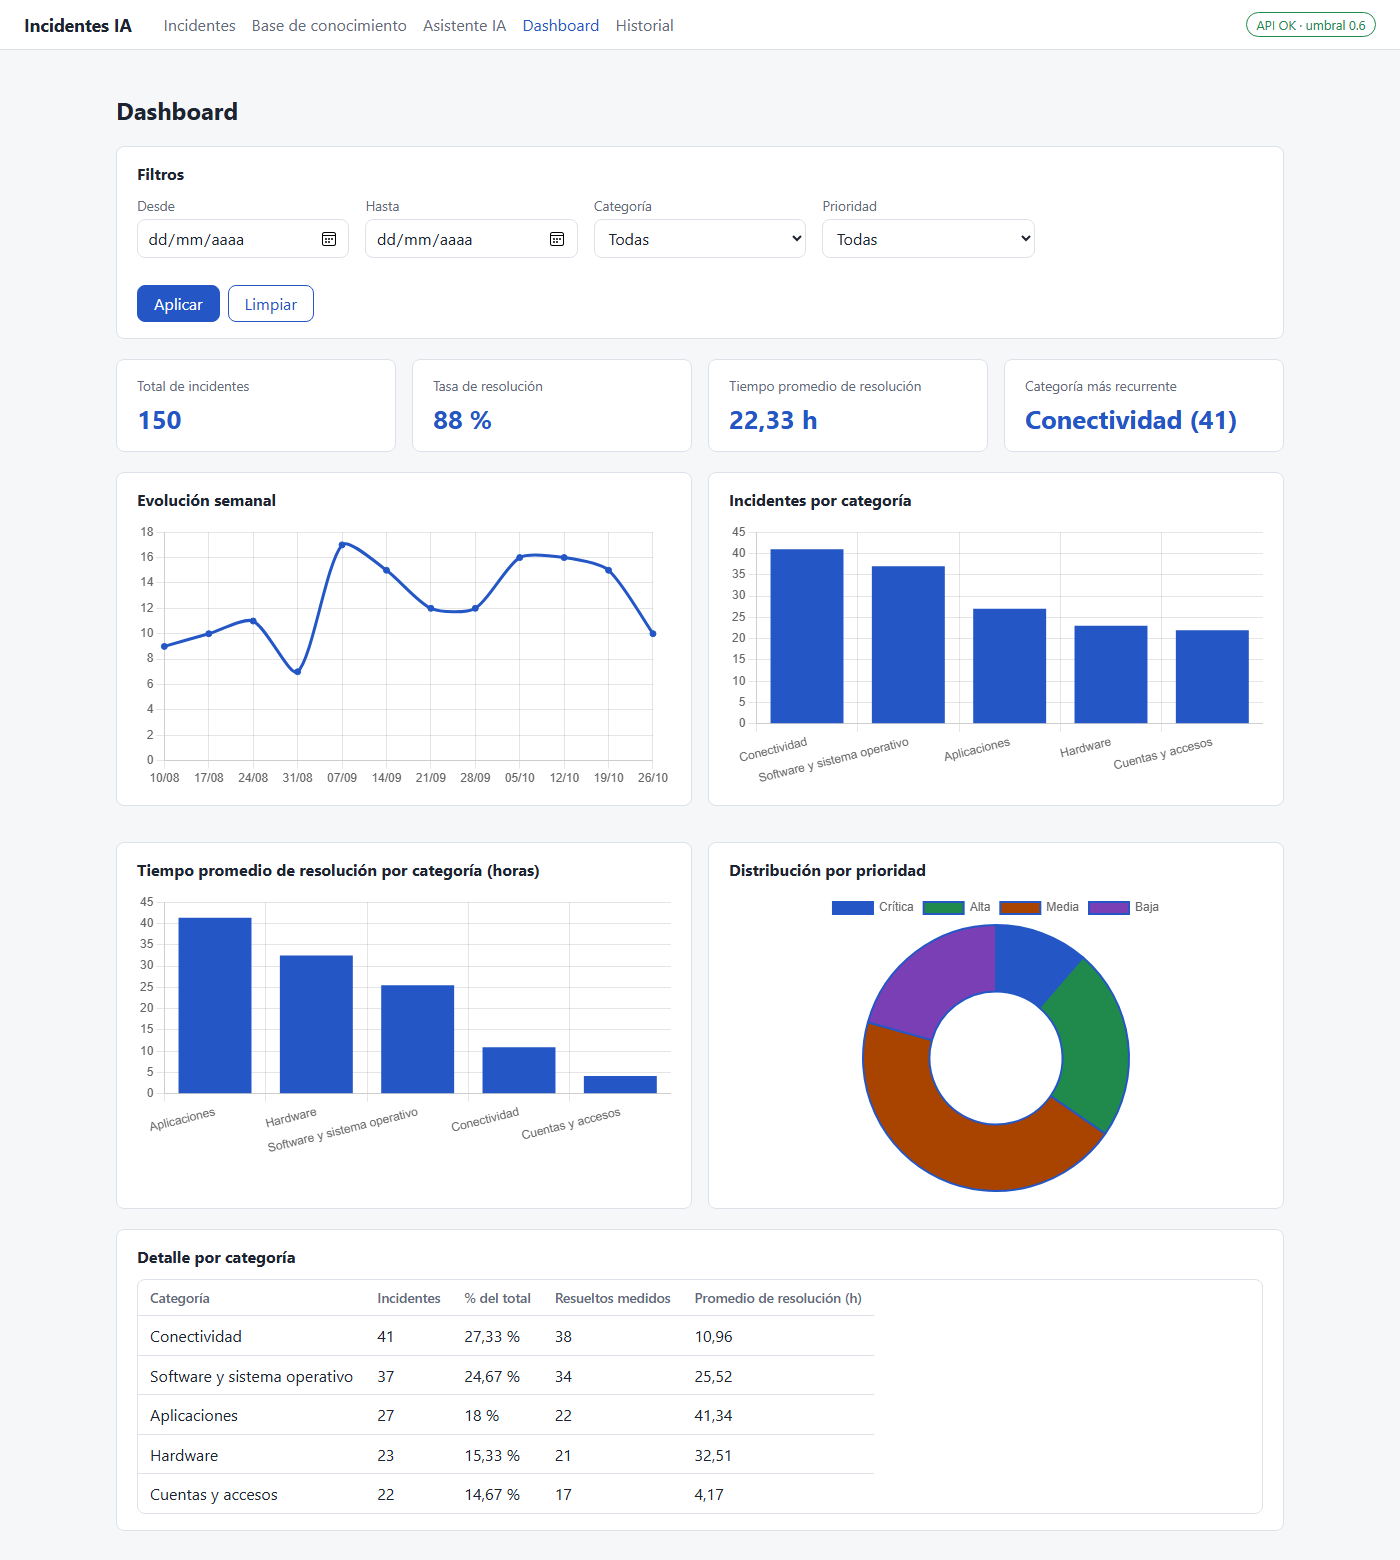 Incidentes IA Incidentes Base de conocimiento Asistente IA Dashboard Historial API OK · umbral 0.6
Dashboard
Filtros
Desde Hasta Categoría Prioridad
dd/mm/aaaa dd/mm/aaaa Todas Todas
Aplicar Limpiar
Total de incidentes
150
Tasa de resolución
88 %
Tiempo promedio de resolución
22,33 h
Categoría más recurrente
Conectividad (41)
Evolución semanal
18
16
14
12
10
8
6
4
2
0
10/08 17/08 24/08 31/08 07/09 14/09 21/09 28/09 05/10 12/10 19/10 26/10
Incidentes por categoría
45
40
35
30
25
20
15
10
5
0
Conectividad
Software y sistema operativo
Aplicaciones
Hardware
Cuentas y accesos
Tiempo promedio de resolución por categoría (horas)
45
40
35
30
25
20
15
10
5
0
Aplicaciones
Hardware
Software y sistema operativo
Conectividad
Cuentas y accesos
Distribución por prioridad
Crítica Alta Media Baja
Detalle por categoría
Categoría Incidentes % del total Resueltos medidos Promedio de resolución (h)
Conectividad 41 27,33 % 38 10,96
Software y sistema operativo 37 24,67 % 34 25,52
Aplicaciones 27 18 % 22 41,34
Hardware 23 15,33 % 21 32,51
Cuentas y accesos 22 14,67 % 17 4,17